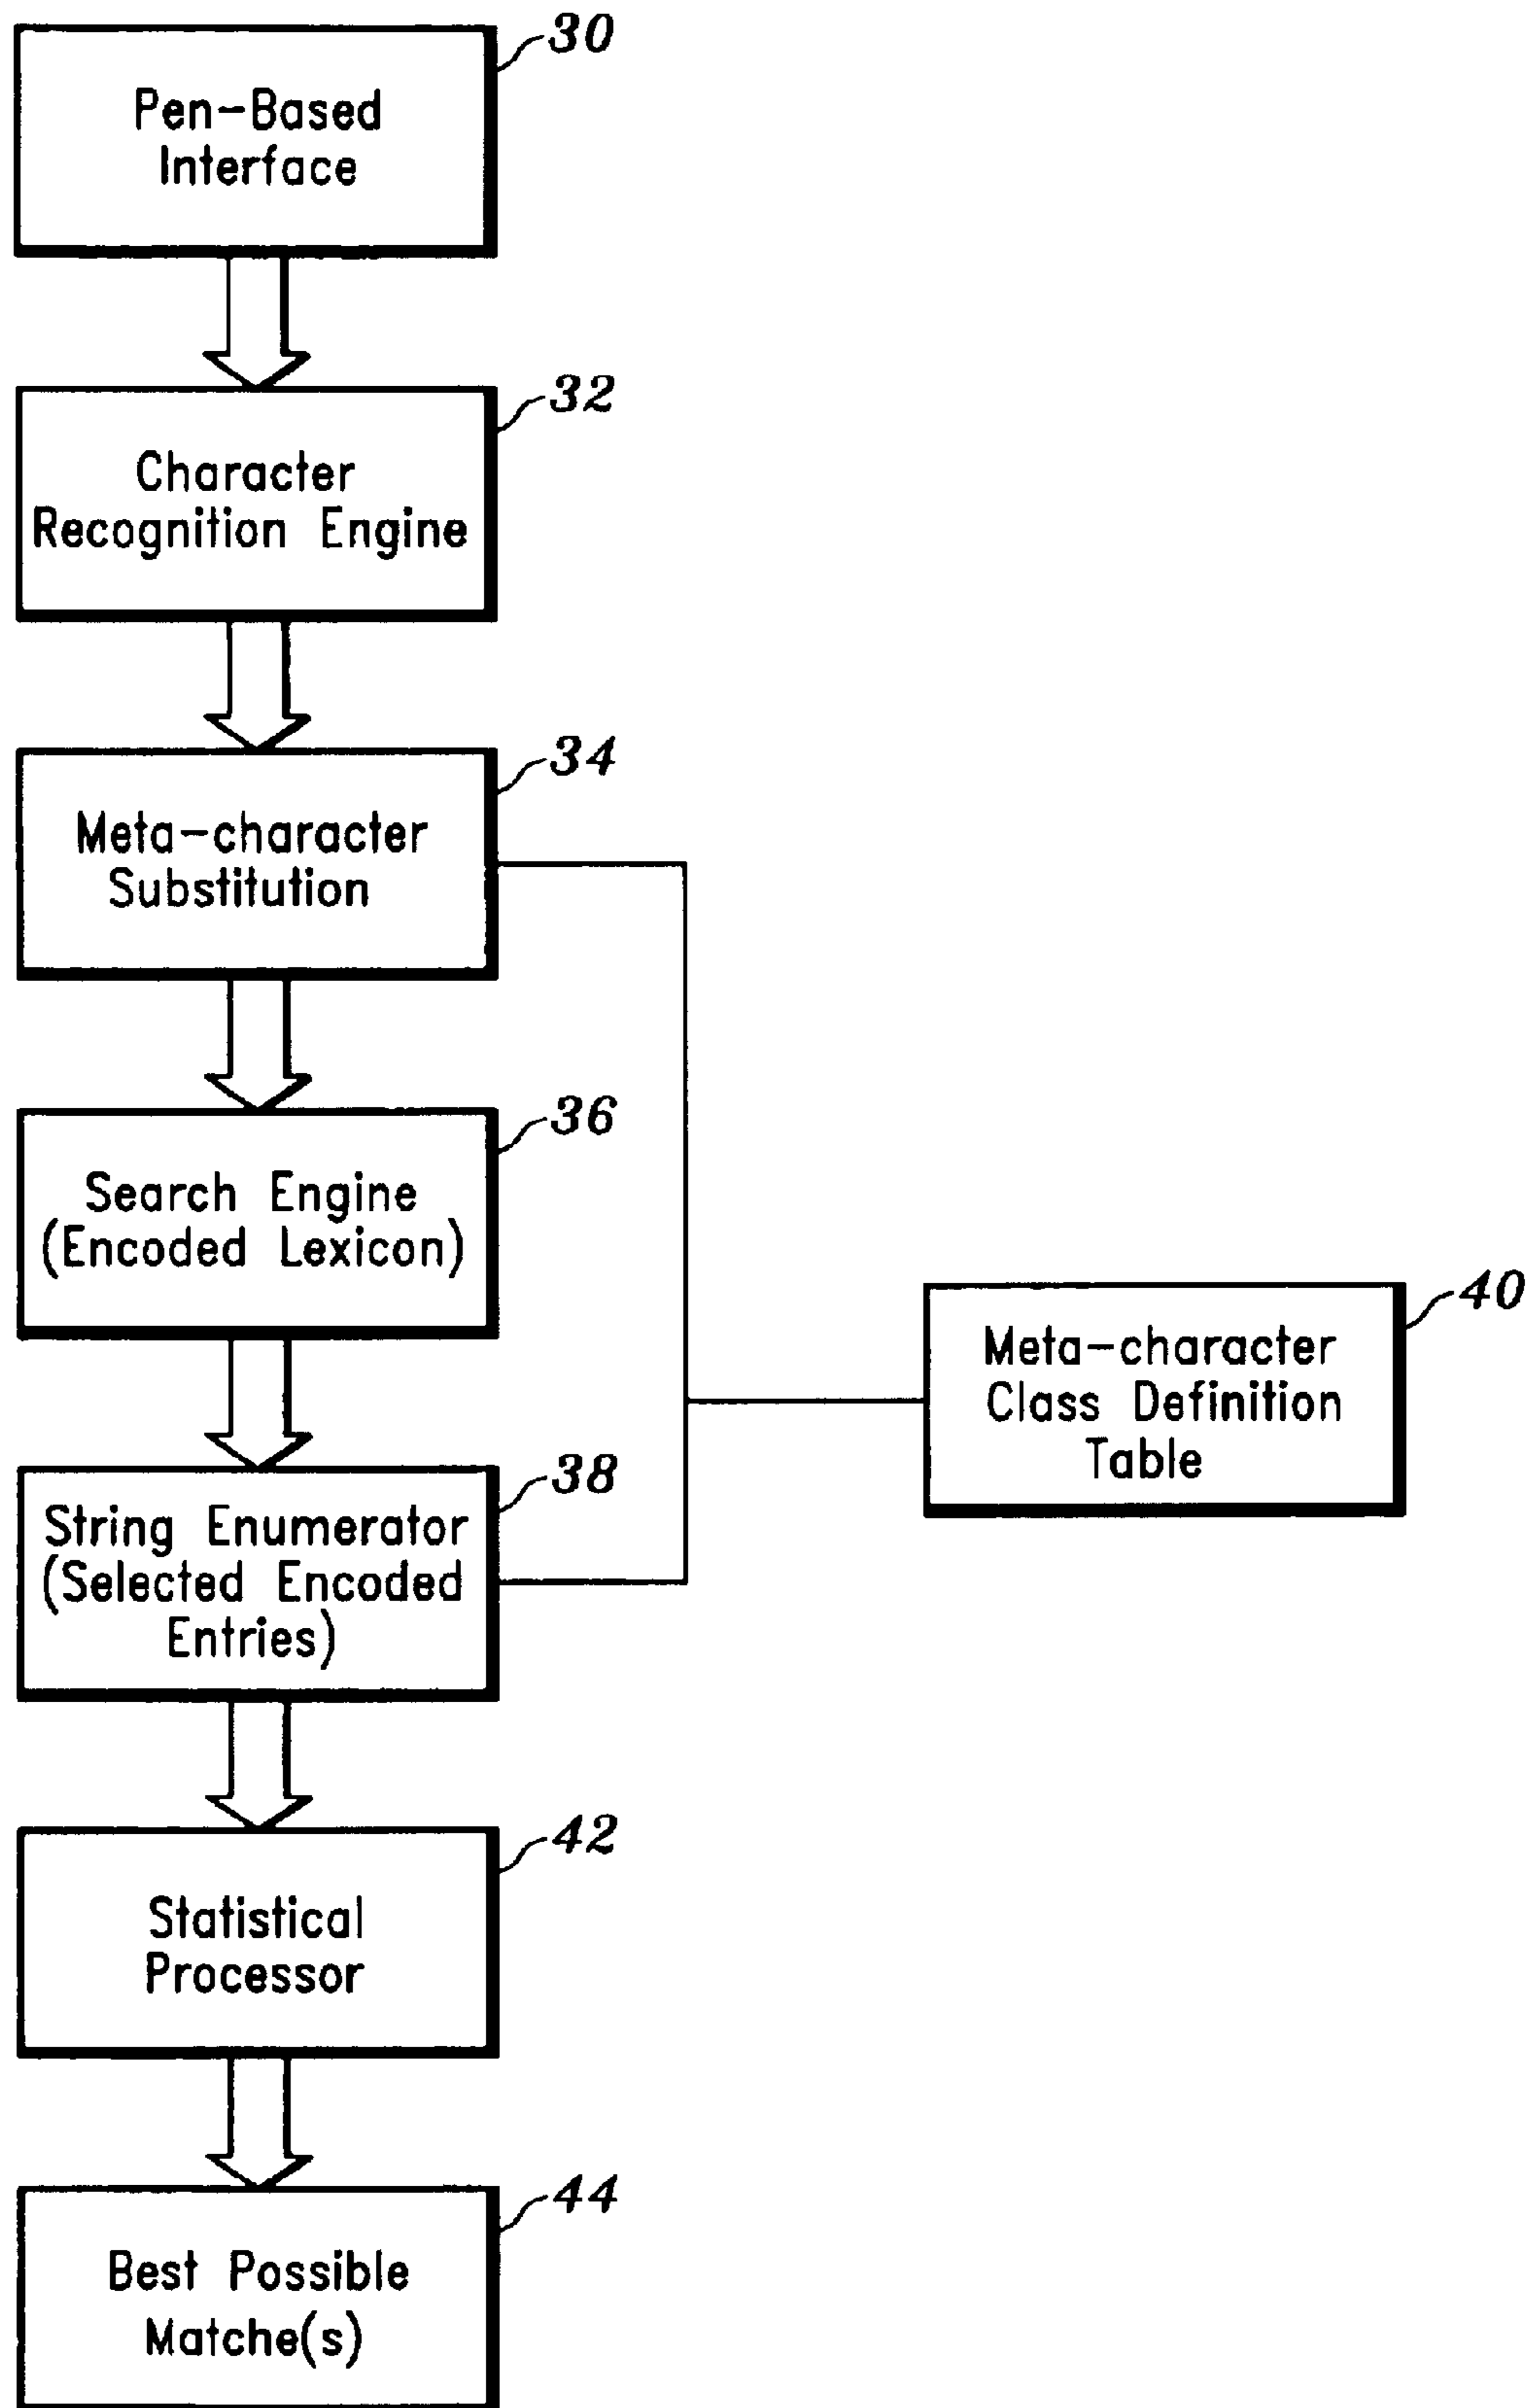 30
Pen-Based
Interface
32
Character
Recognition Engine
34
Meta-character
Substitution
36
Search Engine
(Encoded Lexicon)
38
String Enumerator
(Selected Encoded
Entries)
40
Meta-character
Class Definition
Table
42
Statistical
Processor
44
Best Possible
Matche(s)